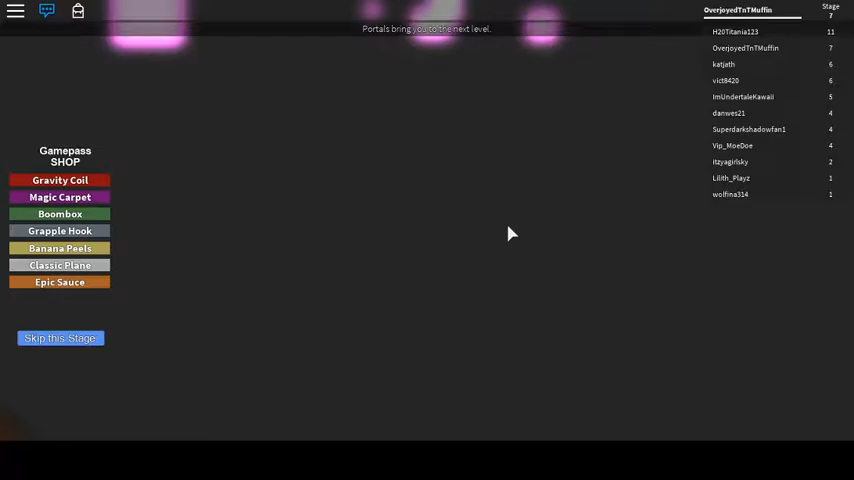 OverjoyedTnTMuffin
Stage
7
Portals bring you to the next level.
H20Titania123 11
OverjoyedTnTMuffin 7
katjath 6
vict8420 6
ImUndertaleKawaii 5
danwes21 4
Superdarkshadowfan1 4
Vip_MoeDoe 4
itzyagirlsky 2
Lilith_Playz 1
wolfina314 1
Gamepass
SHOP
Gravity Coil
Magic Carpet
Boombox
Grapple Hook
Banana Peels
Classic Plane
Epic Sauce
Skip this Stage